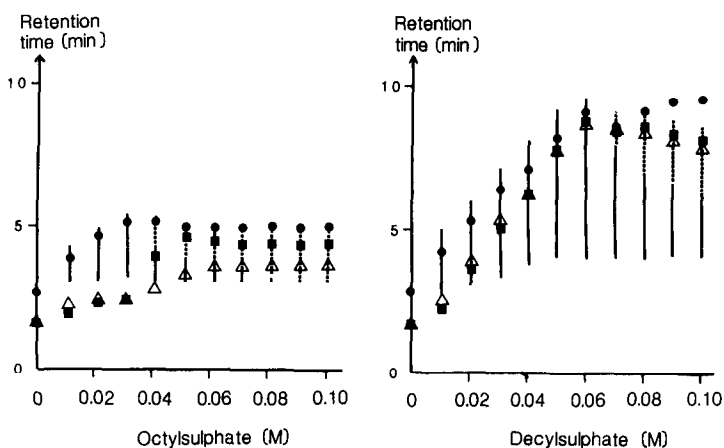 Retention
time (min)
10
5
0
0 0.02 0.04 0.06 0.08 0.10
Octylsulphate (M)
Retention
time (min)
10
5
0
0 0.02 0.04 0.06 0.08 0.10
Decylsulphate (M)